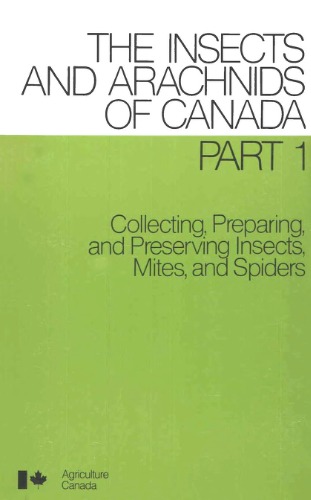 THE INSECTS
AND ARACHNIDS
OF CANADA
PART 1
Collecting, Preparing,
and Preserving Insects,
Mites, and Spiders
Agriculture
Canada